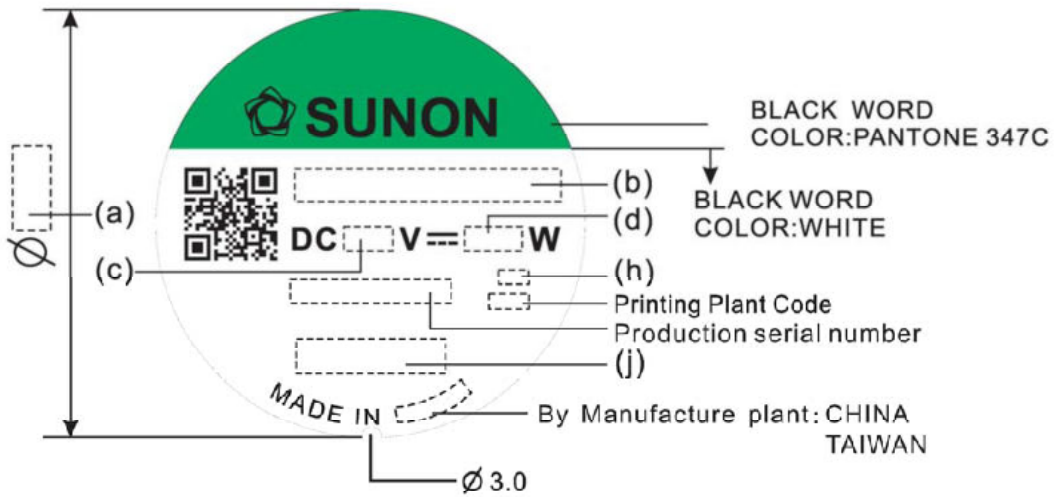 SUNON
BLACK WORD
COLOR:PANTONE 347C
BLACK WORD
COLOR:WHITE
(a)
(b)
DC V W
(d)
(c)
(h)
Printing Plant Code
Production serial number
(j)
MADE IN
By Manufacture plant: CHINA
TAIWAN
Ø
Ø 3.0